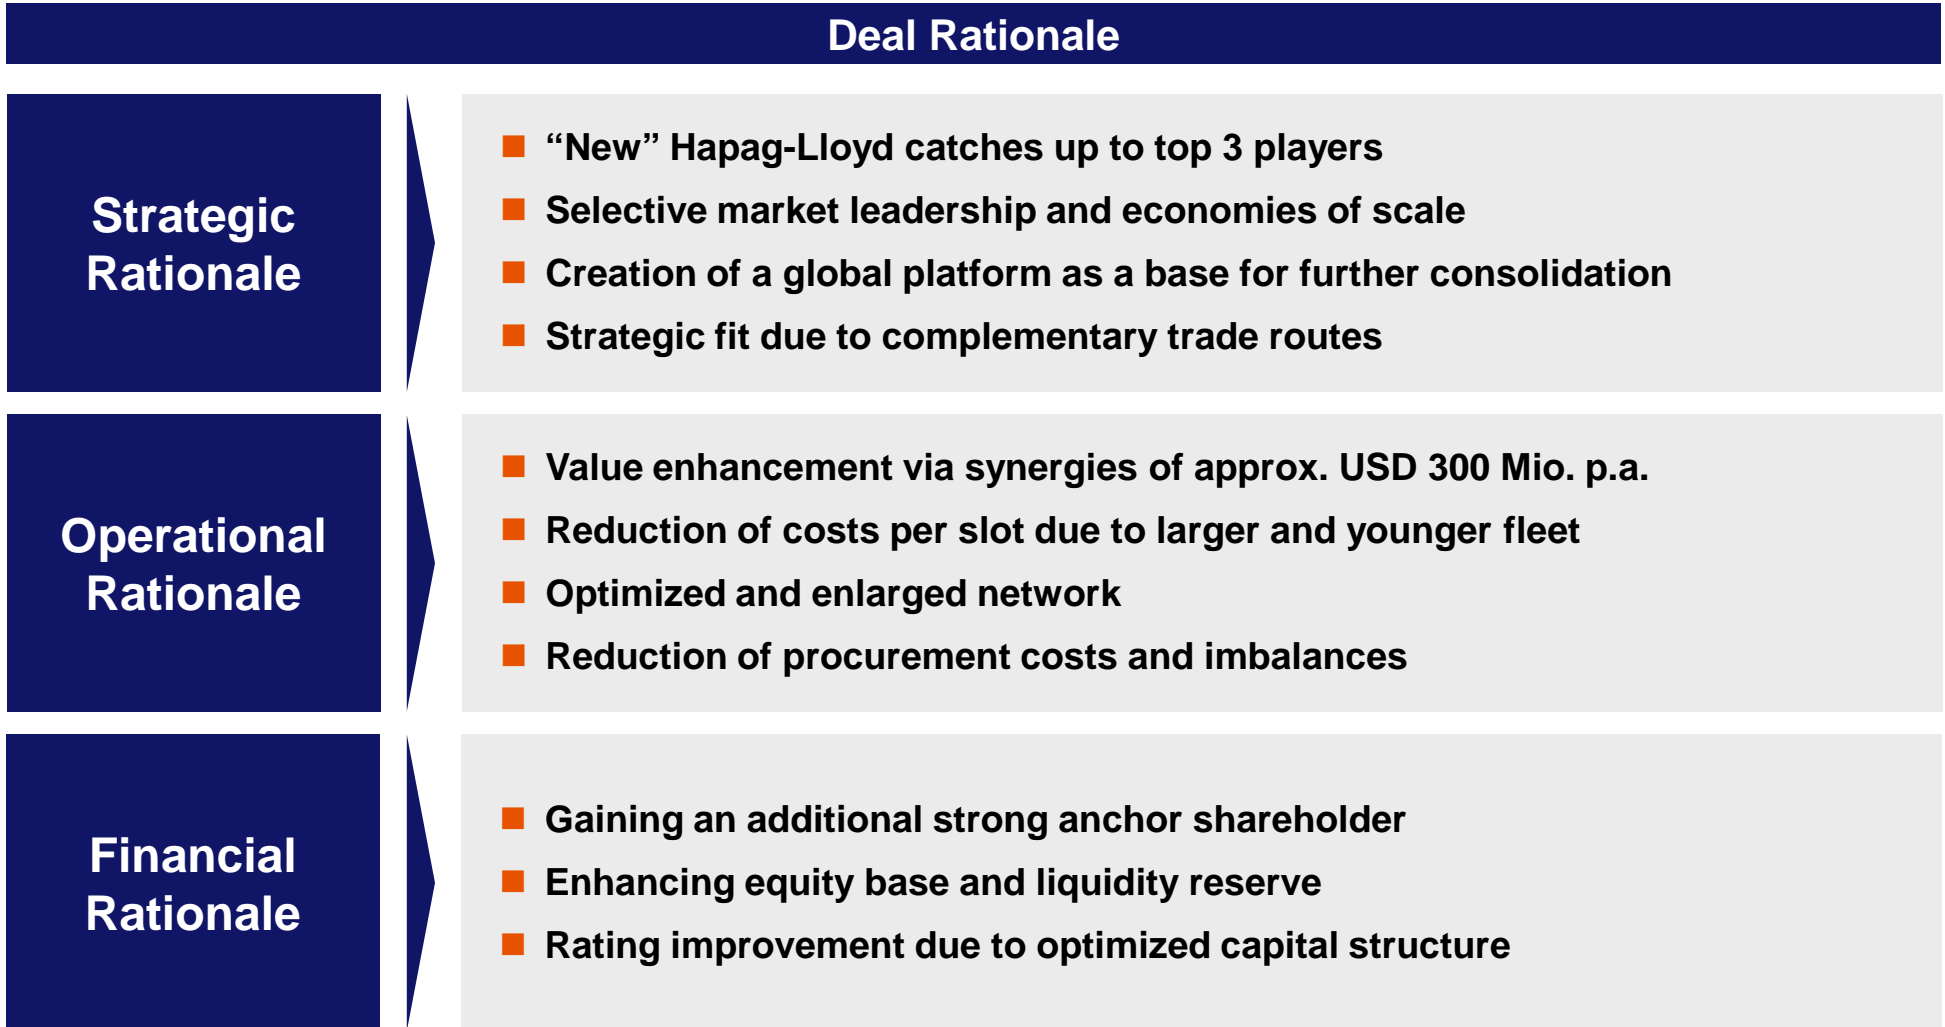 Deal Rationale
Strategic
Rationale
■ “New” Hapag-Lloyd catches up to top 3 players
■ Selective market leadership and economies of scale
■ Creation of a global platform as a base for further consolidation
■ Strategic fit due to complementary trade routes
Operational
Rationale
■ Value enhancement via synergies of approx. USD 300 Mio. p.a.
■ Reduction of costs per slot due to larger and younger fleet
■ Optimized and enlarged network
■ Reduction of procurement costs and imbalances
Financial
Rationale
■ Gaining an additional strong anchor shareholder
■ Enhancing equity base and liquidity reserve
■ Rating improvement due to optimized capital structure